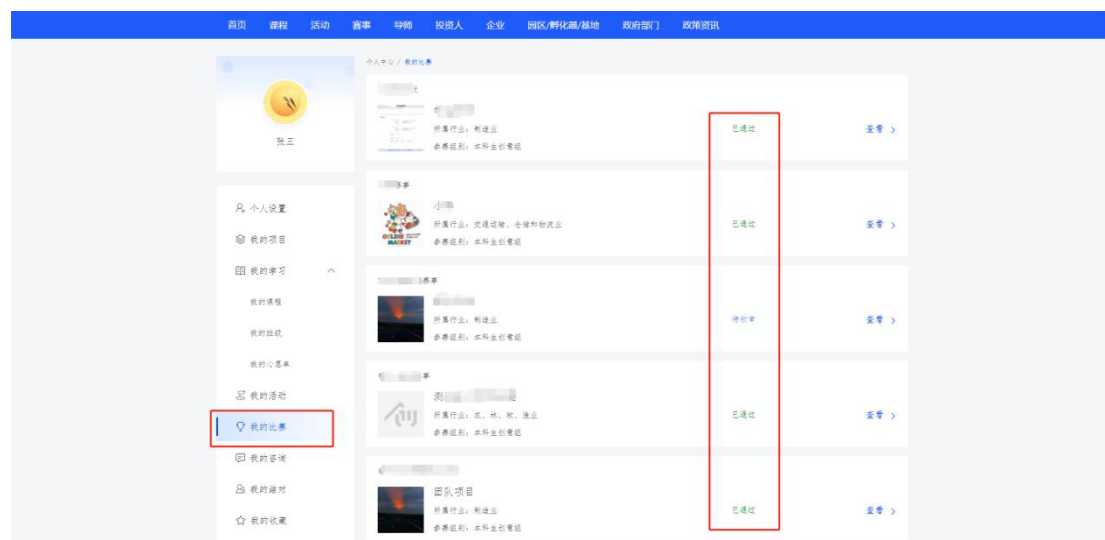 首页 课程 活动 赛事 导师 投资人 企业 园区/孵化器/基地 政府部门 政策资讯
个人中心 / 我的比赛
张三
个人设置
我的项目
我的学习
我的课程
我的班级
我的心愿单
我的活动
我的比赛
我的咨询
我的结对
我的收藏
所属行业：制造业
参赛组别：本科生创意组
已通过
查看 >
赛事
小
所属行业：交通运输、仓储和物流业
参赛组别：本科生创意组
ONLINE
MARKET
已通过
查看 >
赛事
所属行业：制造业
参赛组别：本科生创意组
待初审
查看 >
测
所属行业：农、林、牧、渔业
参赛组别：本科生创意组
已通过
查看 >
团队项目
所属行业：制造业
参赛组别：本科生创意组
已通过
查看 >